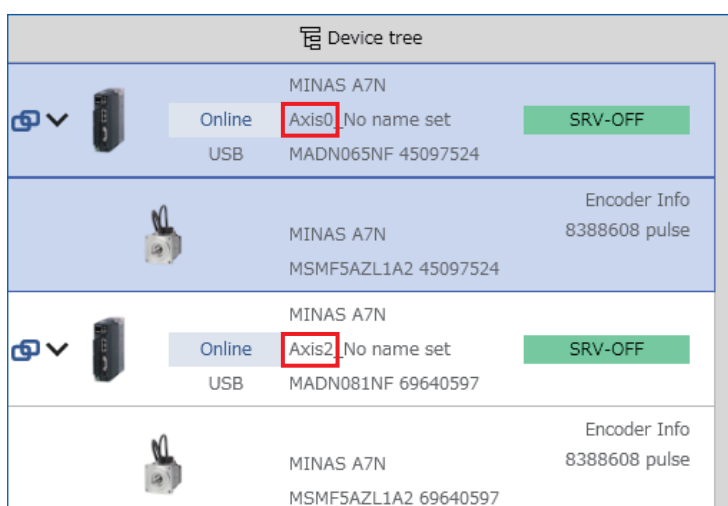 Device tree
MINAS A7N
Online Axis0_No name set SRV-OFF
USB MADN065NF 45097524
Encoder Info
MINAS A7N 8388608 pulse
MSMF5AZL1A2 45097524
MINAS A7N
Online Axis2_No name set SRV-OFF
USB MADN081NF 69640597
Encoder Info
MINAS A7N 8388608 pulse
MSMF5AZL1A2 69640597